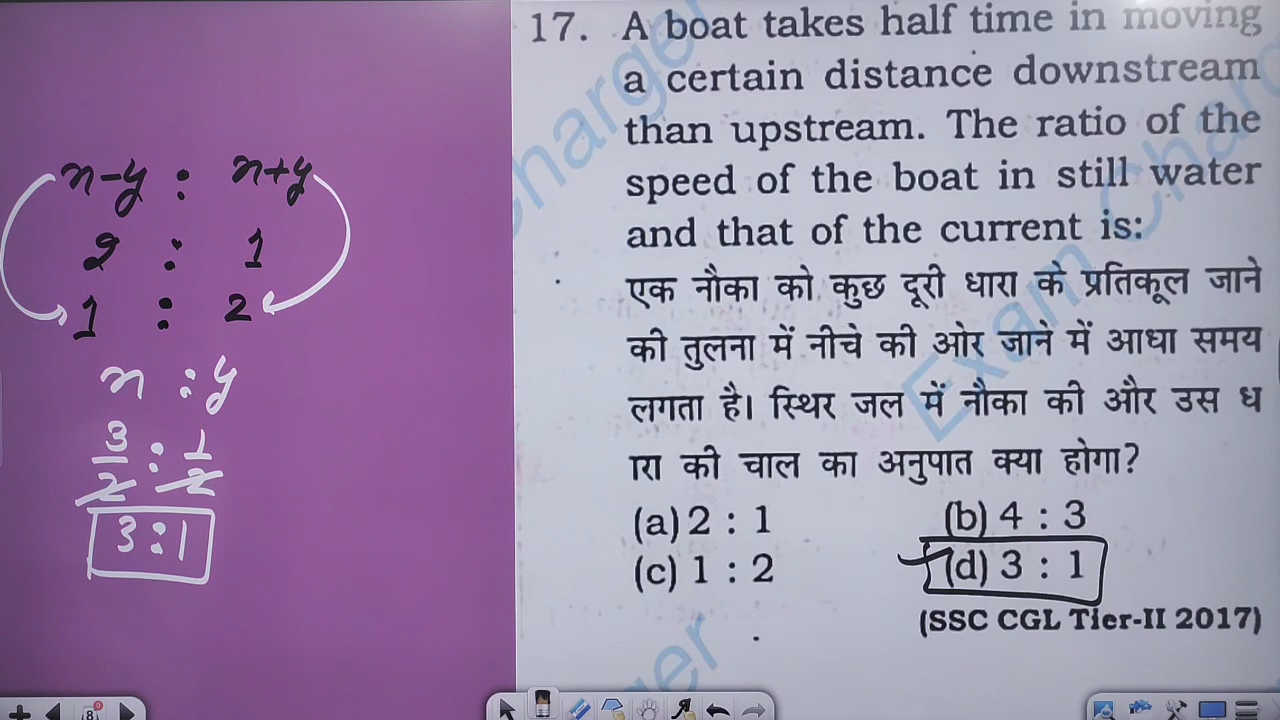 x-y : x+y
2 : 1
1 : 2
x : y
3/2 : 1/2
3:1
17. A boat takes half time in moving
a certain distance downstream
than upstream. The ratio of the
speed of the boat in still water
and that of the current is:
एक नौका को कुछ दूरी धारा के प्रतिकूल जाने
की तुलना में नीचे की ओर जाने में आधा समय
लगता है। स्थिर जल में नौका की और उस ध
ारा की चाल का अनुपात क्या होगा?
(a) 2 : 1 (b) 4 : 3
(c) 1 : 2 (d) 3 : 1
(SSC CGL Tier-II 2017)
Exam Charger
8